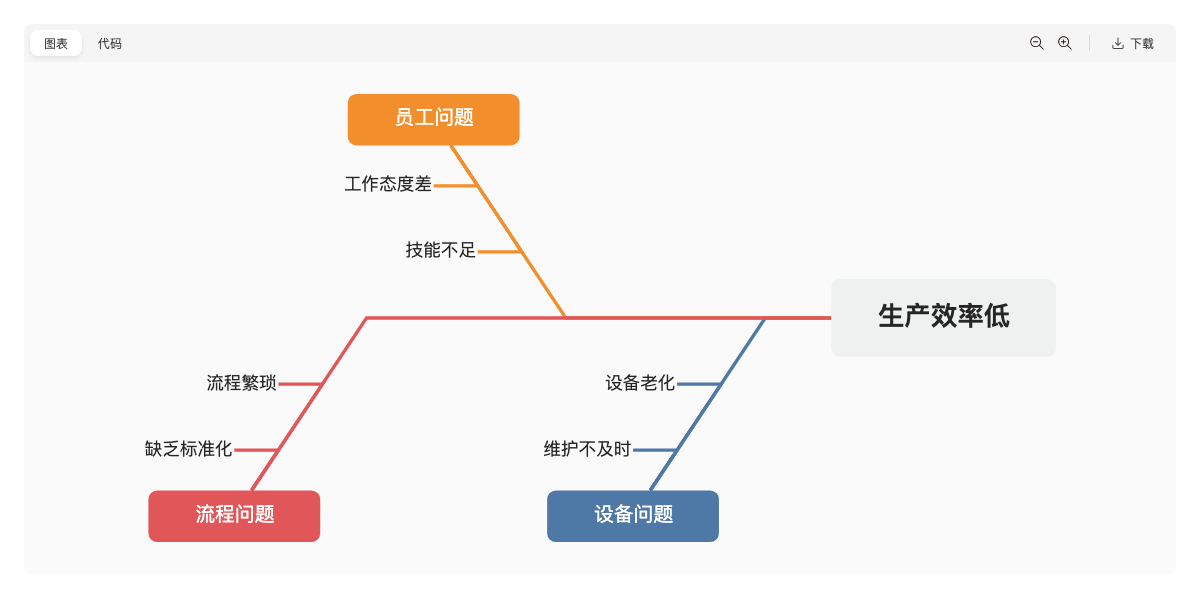 图表
代码
下载
员工问题
工作态度差
技能不足
生产效率低
流程繁琐
设备老化
缺乏标准化
维护不及时
流程问题
设备问题